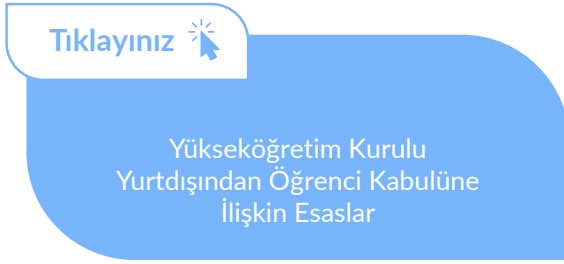 Tıklayınız
Yükseköğretim Kurulu
Yurtdışından Öğrenci Kabulüne
İlişkin Esaslar